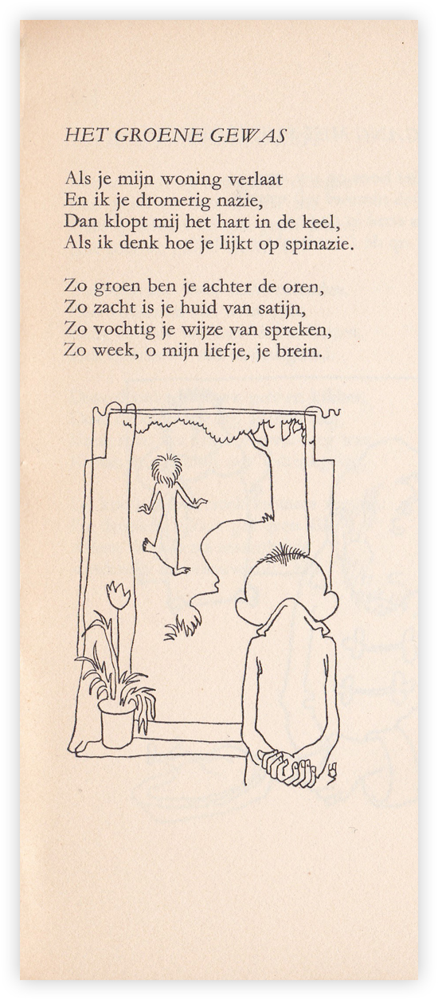 HET GROENE GEWAS
Als je mijn woning verlaat
En ik je dromerig nazie,
Dan klopt mij het hart in de keel,
Als ik denk hoe je lijkt op spinazie.
Zo groen ben je achter de oren,
Zo zacht is je huid van satijn,
Zo vochtig je wijze van spreken,
Zo week, o mijn liefje, je brein.